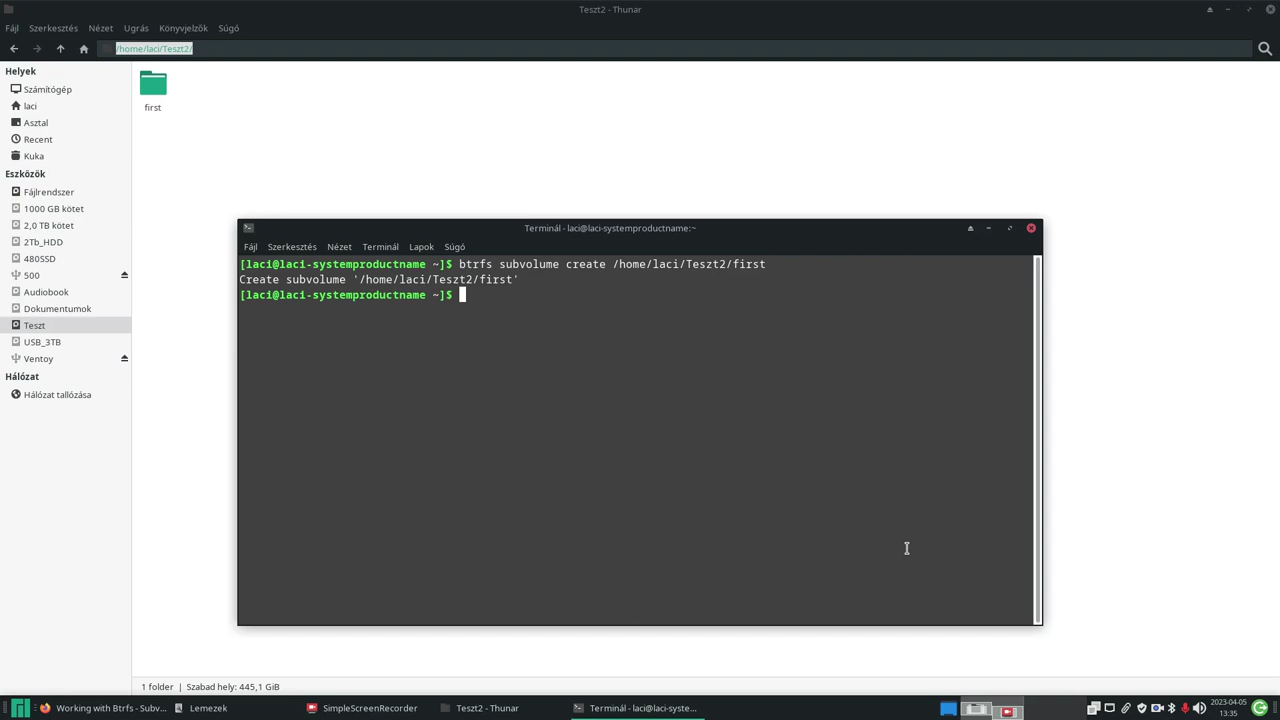 Teszt2 - Thunar
Fájl Szerkesztés Nézet Ugrás Könyvjelzők Súgó
/home/laci/Teszt2/
Helyek
Számítógép
laci
Asztal
Recent
Kuka
Eszközök
Fájlrendszer
1000 GB kötet
2,0 TB kötet
2Tb_HDD
480SSD
500
Audiobook
Dokumentumok
Teszt
USB_3TB
Ventoy
Hálózat
Hálózat tallózása
first
Terminál - laci@laci-systemproductname:~
Fájl Szerkesztés Nézet Terminál Lapok Súgó
[laci@laci-systemproductname ~]$ btrfs subvolume create /home/laci/Teszt2/first
Create subvolume '/home/laci/Teszt2/first'
[laci@laci-systemproductname ~]$
1 folder | Szabad hely: 445,1 GiB
Working with Btrfs - Subv... Lemezek SimpleScreenRecorder Teszt2 - Thunar Terminál - laci@laci-syste...
2023-04-05
13:35